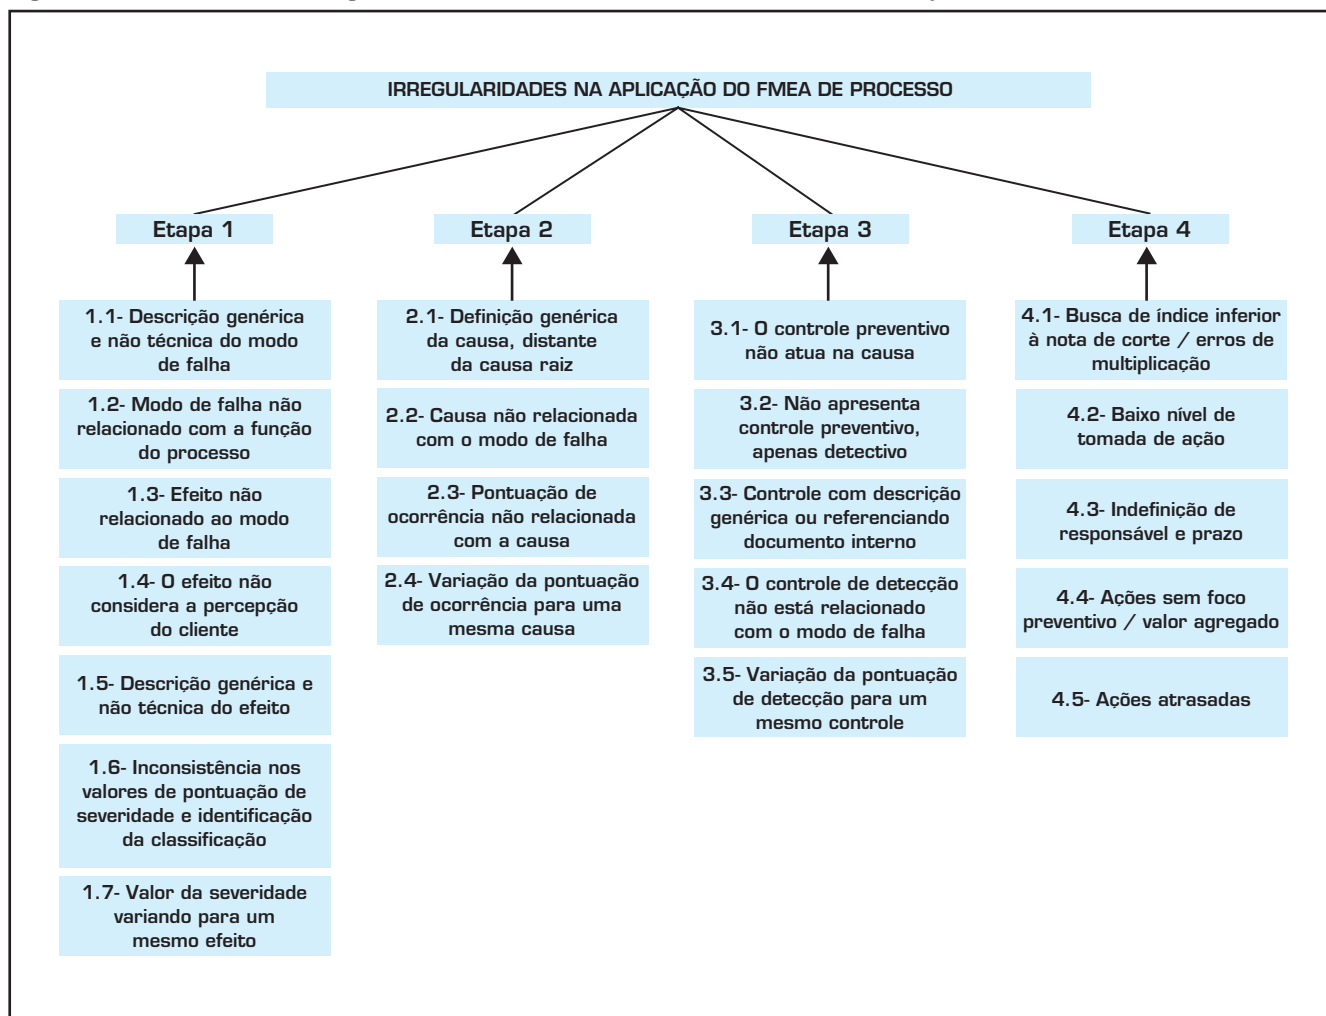 IRREGULARIDADES NA APLICAÇÃO DO FMEA DE PROCESSO
Etapa 1
1.1- Descrição genérica
e não técnica do modo
de falha
1.2- Modo de falha não
relacionado com a função
do processo
1.3- Efeito não
relacionado ao modo
de falha
1.4- O efeito não
considera a percepção
do cliente
1.5- Descrição genérica e
não técnica do efeito
1.6- Inconsistência nos
valores de pontuação de
severidade e identificação
da classificação
1.7- Valor da severidade
variando para um
mesmo efeito
Etapa 2
2.1- Definição genérica
da causa, distante
da causa raiz
2.2- Causa não relacionada
com o modo de falha
2.3- Pontuação de
ocorrência não relacionada
com a causa
2.4- Variação da pontuação
de ocorrência para uma
mesma causa
Etapa 3
3.1- O controle preventivo
não atua na causa
3.2- Não apresenta
controle preventivo,
apenas detectivo
3.3- Controle com descrição
genérica ou referenciando
documento interno
3.4- O controle de detecção
não está relacionado
com o modo de falha
3.5- Variação da pontuação
de detecção para um
mesmo controle
Etapa 4
4.1- Busca de índice inferior
à nota de corte / erros de
multiplicação
4.2- Baixo nível de
tomada de ação
4.3- Indefinição de
responsável e prazo
4.4- Ações sem foco
preventivo / valor agregado
4.5- Ações atrasadas